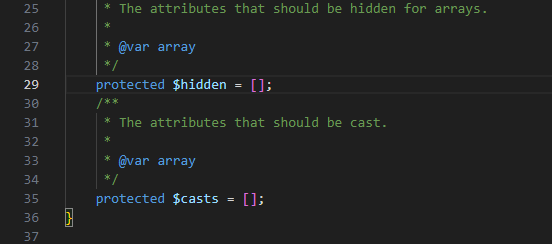 25 * The attributes that should be hidden for arrays.
26 *
27 * @var array
28 */
29 protected $hidden = [];
30 /**
31 * The attributes that should be cast.
32 *
33 * @var array
34 */
35 protected $casts = [];
36 }
37